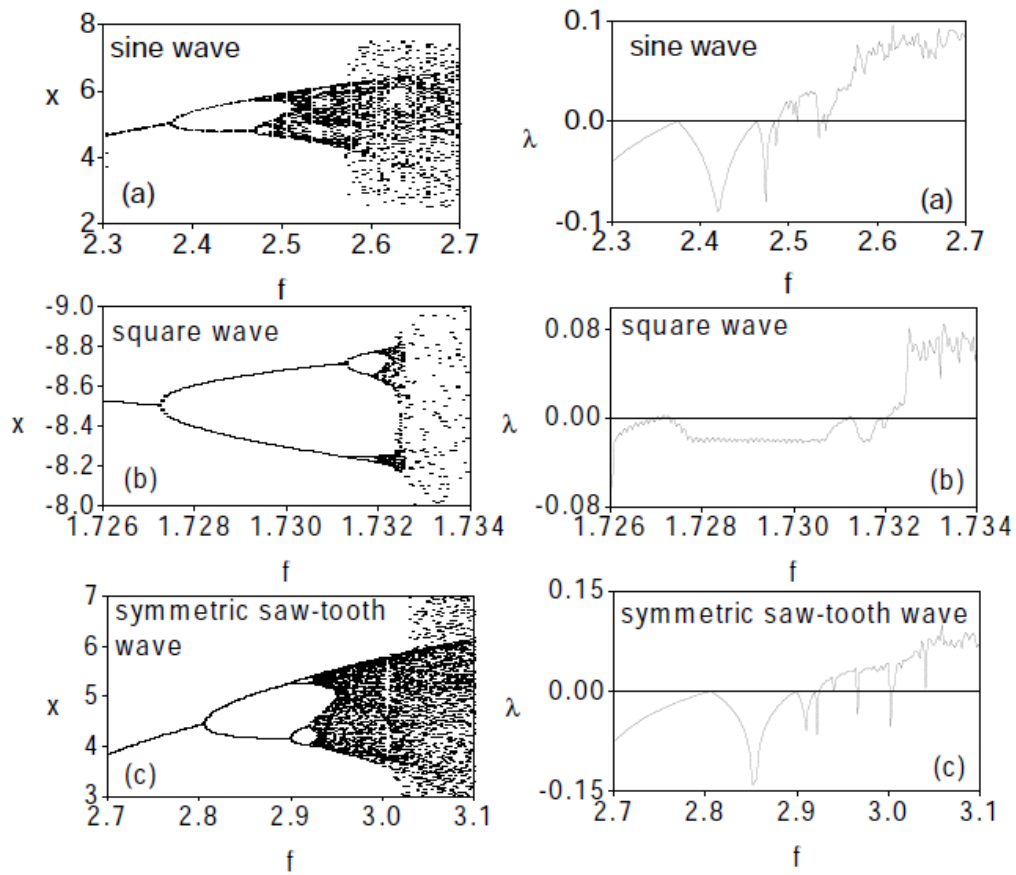 8
sine wave
6
x
4
(a)
2
2.3 2.4 2.5 2.6 2.7
f
0.1
sine wave
0.0
λ
(a)
-0.1
2.3 2.4 2.5 2.6 2.7
f
-9.0
square wave
-8.8
-8.6
x
-8.4
-8.2
(b)
-8.0
1.726 1.728 1.730 1.732 1.734
f
0.08
square wave
0.00
λ
(b)
-0.08
1.726 1.728 1.730 1.732 1.734
f
7
symmetric saw-tooth
wave
6
5
x
4
(c)
3
2.7 2.8 2.9 3.0 3.1
f
0.15
symmetric saw-tooth wave
0.00
λ
(c)
-0.15
2.7 2.8 2.9 3.0 3.1
f